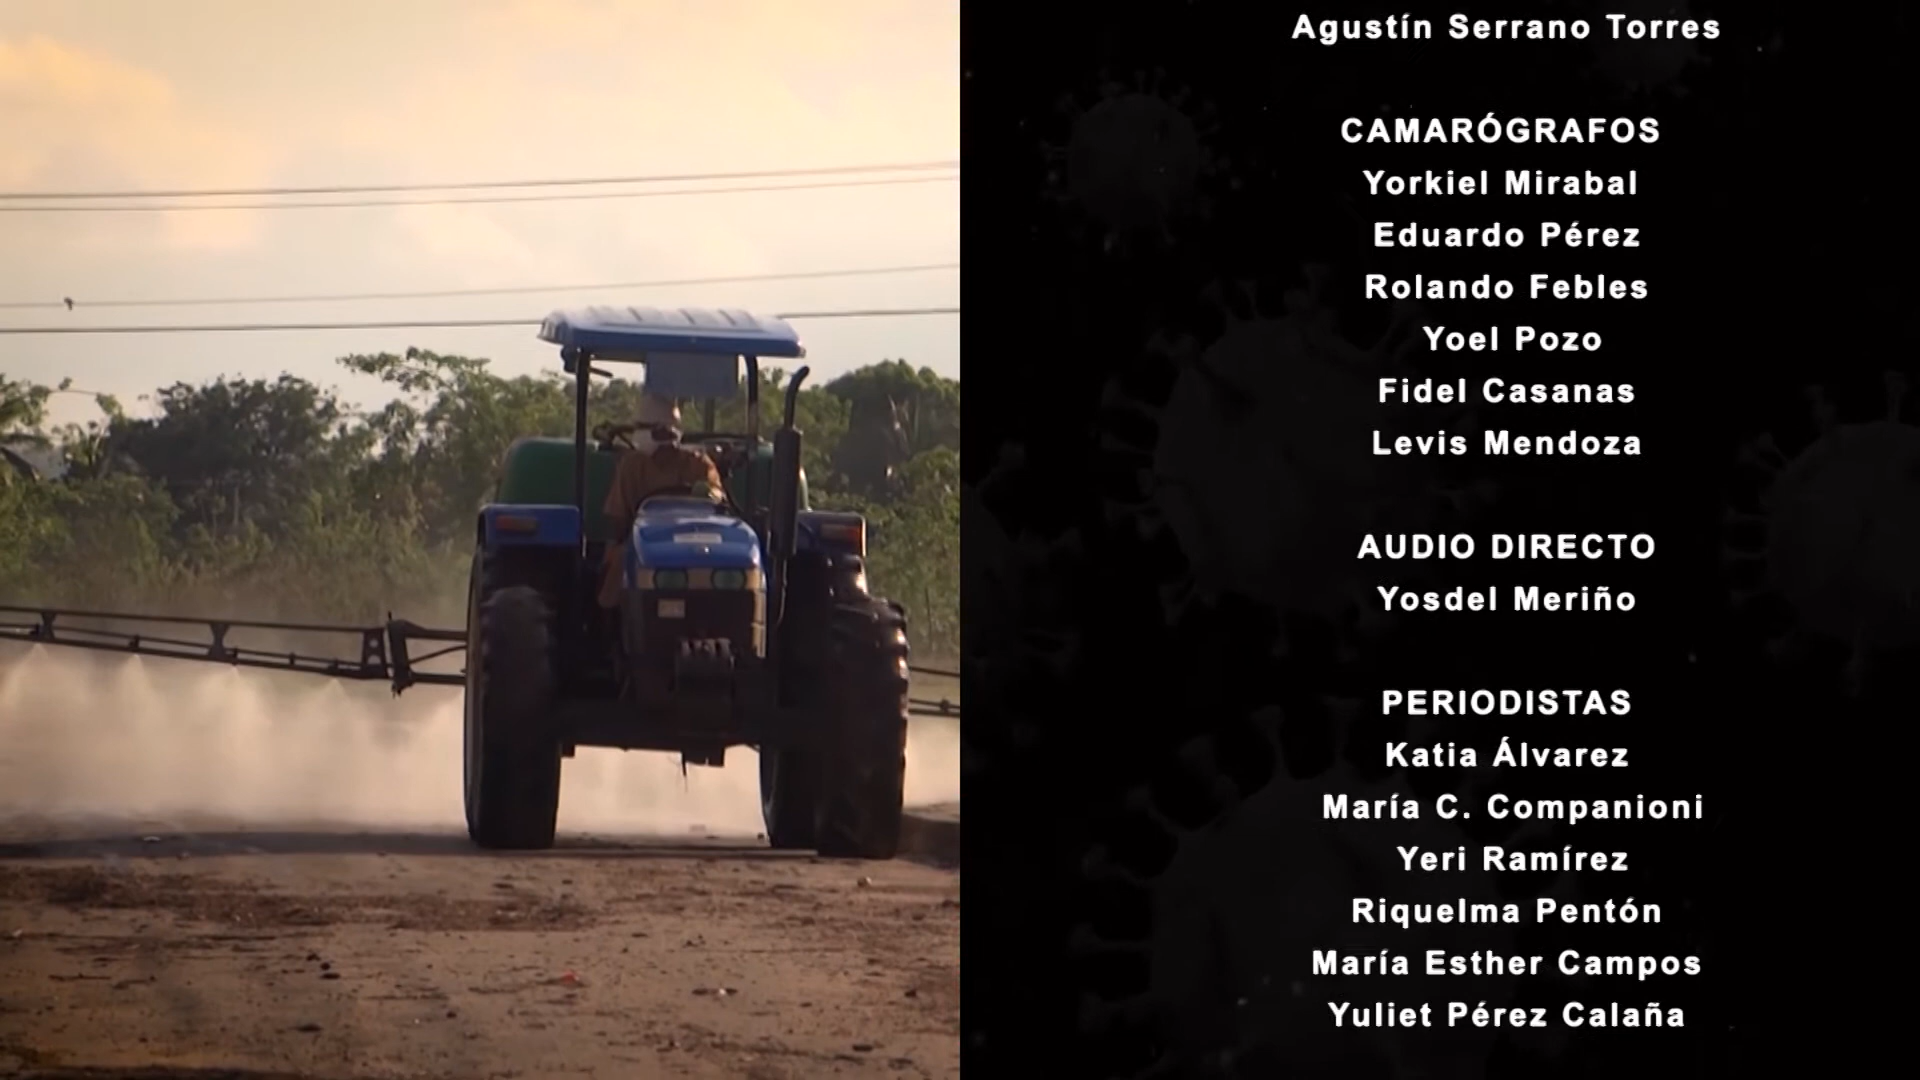 Agustín Serrano Torres
CAMARÓGRAFOS
Yorkiel Mirabal
Eduardo Pérez
Rolando Febles
Yoel Pozo
Fidel Casanas
Levis Mendoza
AUDIO DIRECTO
Yosdel Meriño
PERIODISTAS
Katia Álvarez
María C. Companioni
Yeri Ramírez
Riquelma Pentón
María Esther Campos
Yuliet Pérez Calaña